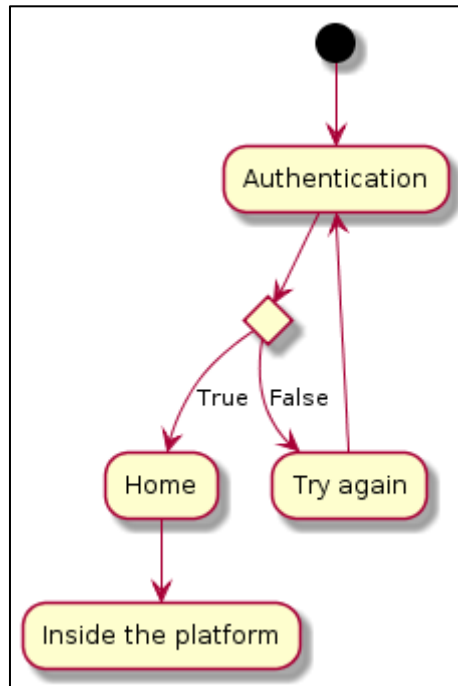 Authentication
True
False
Home
Try again
Inside the platform